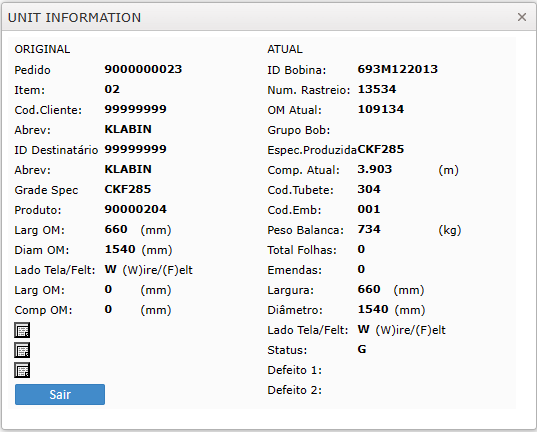 UNIT INFORMATION
ORIGINAL
Pedido 9000000023
Item: 02
Cod.Cliente: 99999999
Abrev: KLABIN
ID Destinatário 99999999
Abrev: KLABIN
Grade Spec CKF285
Produto: 90000204
Larg OM: 660 (mm)
Diam OM: 1540 (mm)
Lado Tela/Felt: W (W)ire/(F)elt
Larg OM: 0 (mm)
Comp OM: 0 (mm)
Sair
ATUAL
ID Bobina: 693M122013
Num. Rastreio: 13534
OM Atual: 109134
Grupo Bob:
Espec.Produzida CKF285
Comp. Atual: 3.903 (m)
Cod.Tubete: 304
Cod.Emb: 001
Peso Balanca: 734 (kg)
Total Folhas: 0
Emendas: 0
Largura: 660 (mm)
Diâmetro: 1540 (mm)
Lado Tela/Felt: W (W)ire/(F)elt
Status: G
Defeito 1:
Defeito 2: